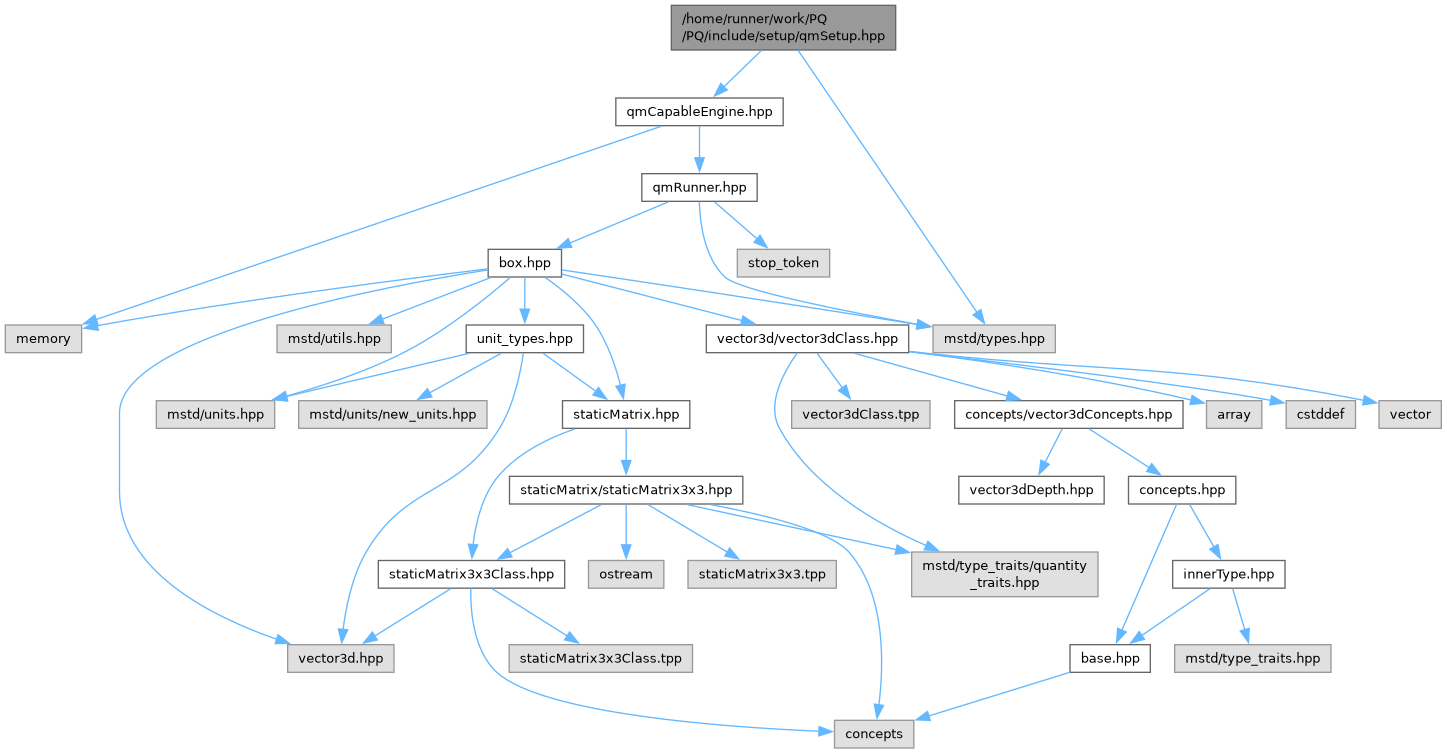 /home/runner/work/PQ
/PQ/include/setup/qmSetup.hpp
qmCapableEngine.hpp
qmRunner.hpp
box.hpp
stop_token
memory
mstd/utils.hpp
unit_types.hpp
vector3d/vector3dClass.hpp
mstd/types.hpp
mstd/units.hpp
mstd/units/new_units.hpp
staticMatrix.hpp
vector3dClass.tpp
concepts/vector3dConcepts.hpp
array
cstddef
vector
staticMatrix/staticMatrix3x3.hpp
vector3dDepth.hpp
concepts.hpp
staticMatrix3x3Class.hpp
ostream
staticMatrix3x3.tpp
mstd/type_traits/quantity
_traits.hpp
innerType.hpp
vector3d.hpp
staticMatrix3x3Class.tpp
base.hpp
mstd/type_traits.hpp
concepts